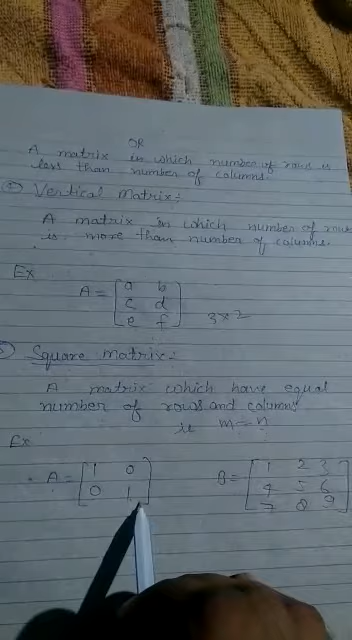 OR
A matrix in which number of rows is
less than number of columns.
Vertical Matrix:
A matrix in which number of rows
is more than number of columns.
Ex
A = [a b
c d
e f] 3×2
Square matrix:
A matrix which have equal
number of rows and columns
ie m=n
Ex
A = [1 0
0 1]
B = [1 2 3
4 5 6
7 8 9]